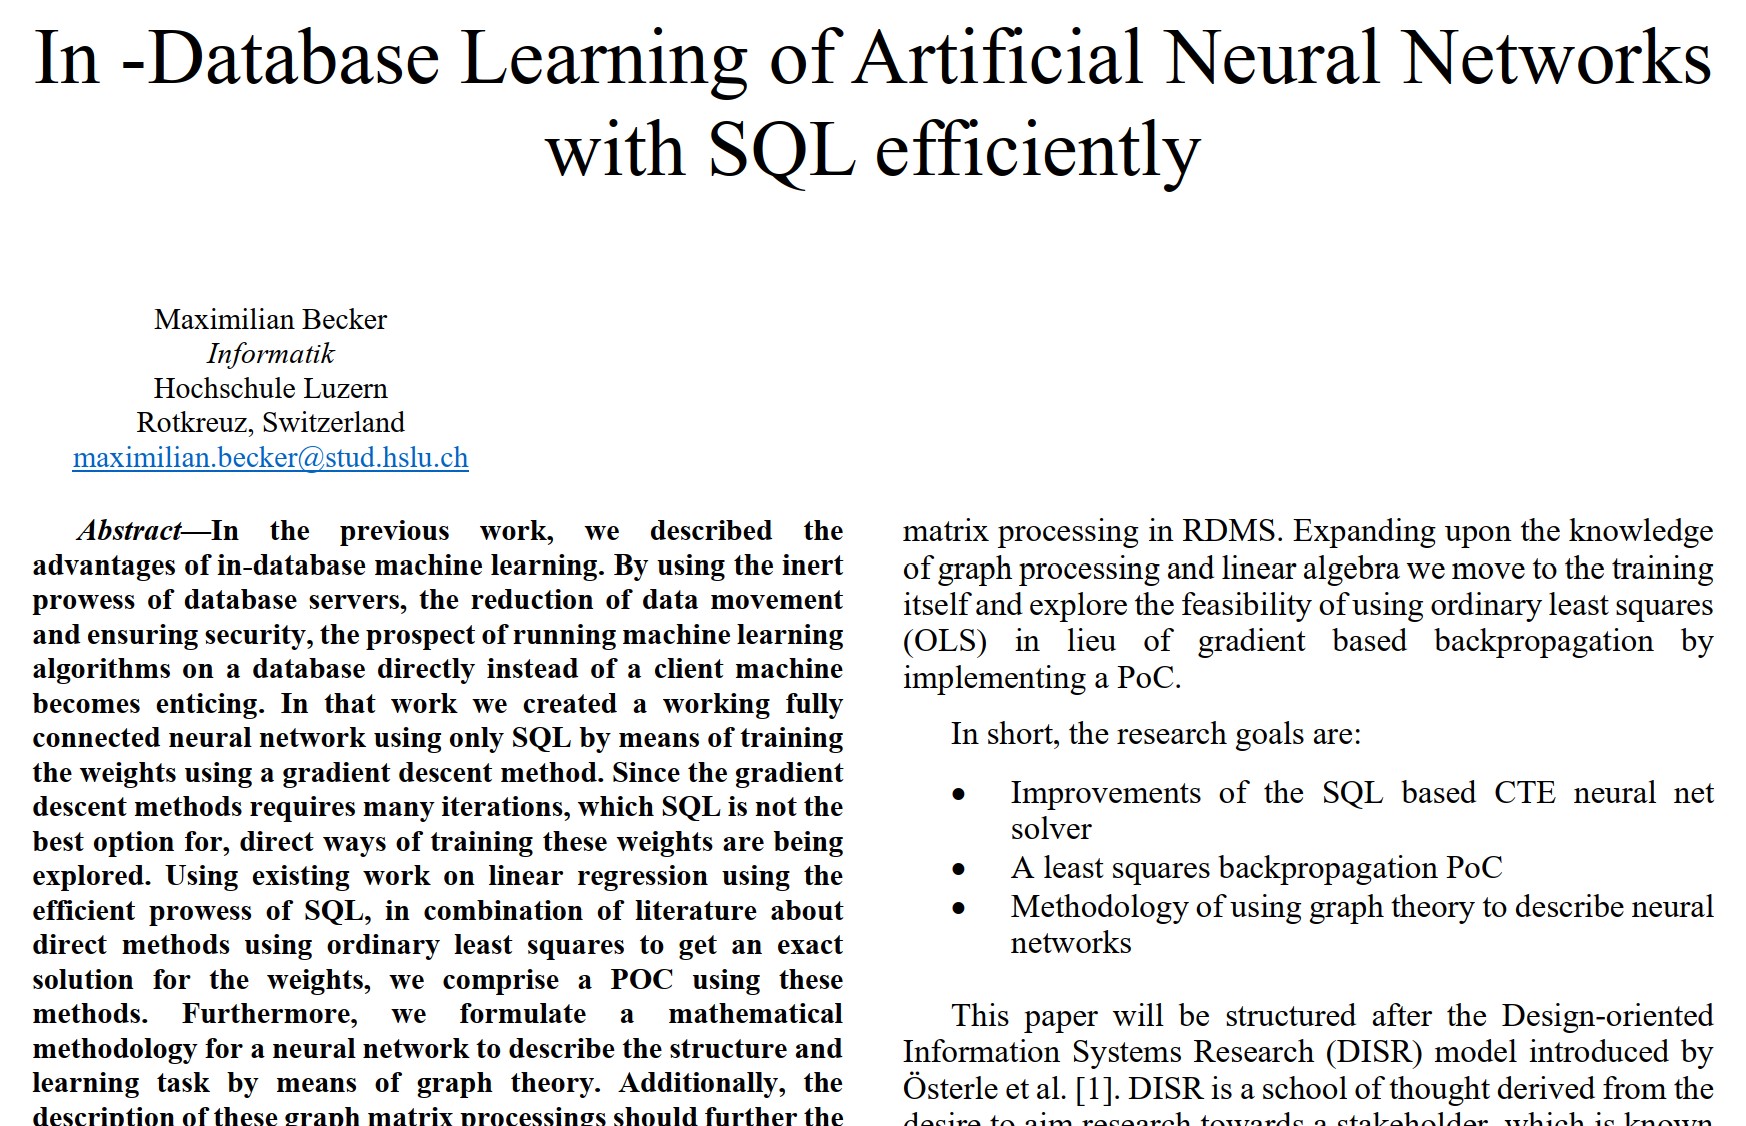 In -Database Learning of Artificial Neural Networks
with SQL efficiently
Maximilian Becker
Informatik
Hochschule Luzern
Rotkreuz, Switzerland
maximilian.becker@stud.hslu.ch
Abstract—In the previous work, we described the
advantages of in-database machine learning. By using the inert
prowess of database servers, the reduction of data movement
and ensuring security, the prospect of running machine learning
algorithms on a database directly instead of a client machine
becomes enticing. In that work we created a working fully
connected neural network using only SQL by means of training
the weights using a gradient descent method. Since the gradient
descent methods requires many iterations, which SQL is not the
best option for, direct ways of training these weights are being
explored. Using existing work on linear regression using the
efficient prowess of SQL, in combination of literature about
direct methods using ordinary least squares to get an exact
solution for the weights, we comprise a POC using these
methods. Furthermore, we formulate a mathematical
methodology for a neural network to describe the structure and
learning task by means of graph theory. Additionally, the
description of these graph matrix processings should further the
matrix processing in RDMS. Expanding upon the knowledge
of graph processing and linear algebra we move to the training
itself and explore the feasibility of using ordinary least squares
(OLS) in lieu of gradient based backpropagation by
implementing a PoC.
In short, the research goals are:
• Improvements of the SQL based CTE neural net
solver
• A least squares backpropagation PoC
• Methodology of using graph theory to describe neural
networks
This paper will be structured after the Design-oriented
Information Systems Research (DISR) model introduced by
Österle et al. [1]. DISR is a school of thought derived from the
desire to aim research towards a stakeholder, which is known